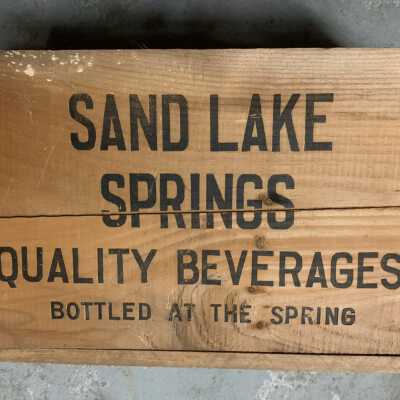 SAND LAKE
SPRINGS
QUALITY BEVERAGES
BOTTLED AT THE SPRING